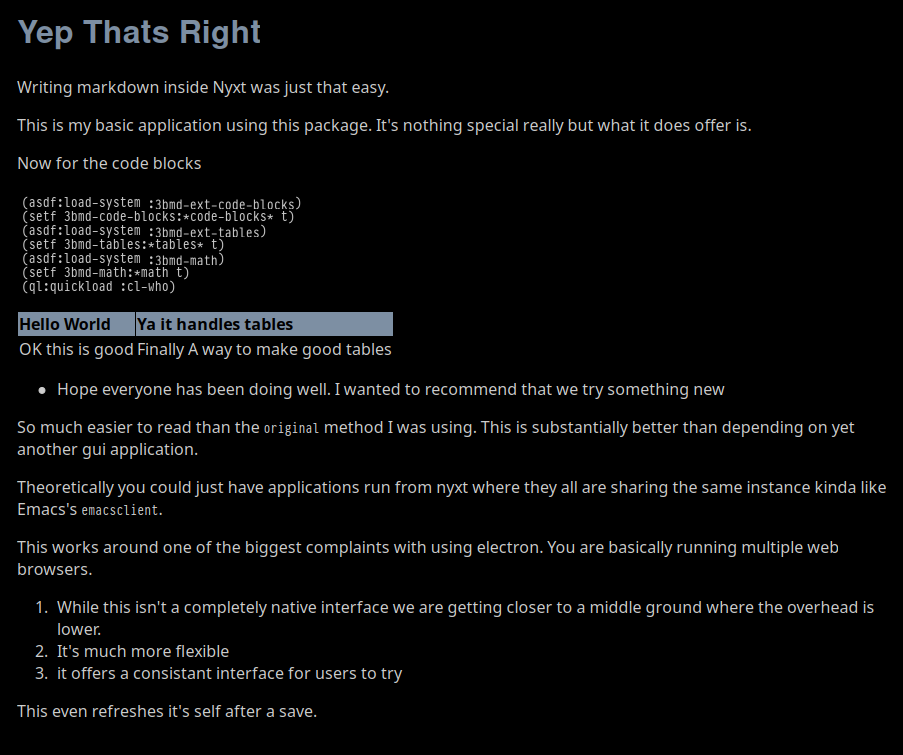 Yep Thats Right
Writing markdown inside Nyxt was just that easy.
This is my basic application using this package. It's nothing special really but what it does offer is.
Now for the code blocks
(asdf:load-system :3bmd-ext-code-blocks)
(setf 3bmd-code-blocks:*code-blocks* t)
(asdf:load-system :3bmd-ext-tables)
(setf 3bmd-tables:*tables* t)
(asdf:load-system :3bmd-math)
(setf 3bmd-math:*math t)
(ql:quickload :cl-who)
Hello World Ya it handles tables
OK this is good Finally A way to make good tables
• Hope everyone has been doing well. I wanted to recommend that we try something new
So much easier to read than the original method I was using. This is substantially better than depending on yet
another gui application.
Theoretically you could just have applications run from nyxt where they all are sharing the same instance kinda like
Emacs's emacsclient.
This works around one of the biggest complaints with using electron. You are basically running multiple web
browsers.
1. While this isn't a completely native interface we are getting closer to a middle ground where the overhead is
lower.
2. It's much more flexible
3. it offers a consistant interface for users to try
This even refreshes it's self after a save.